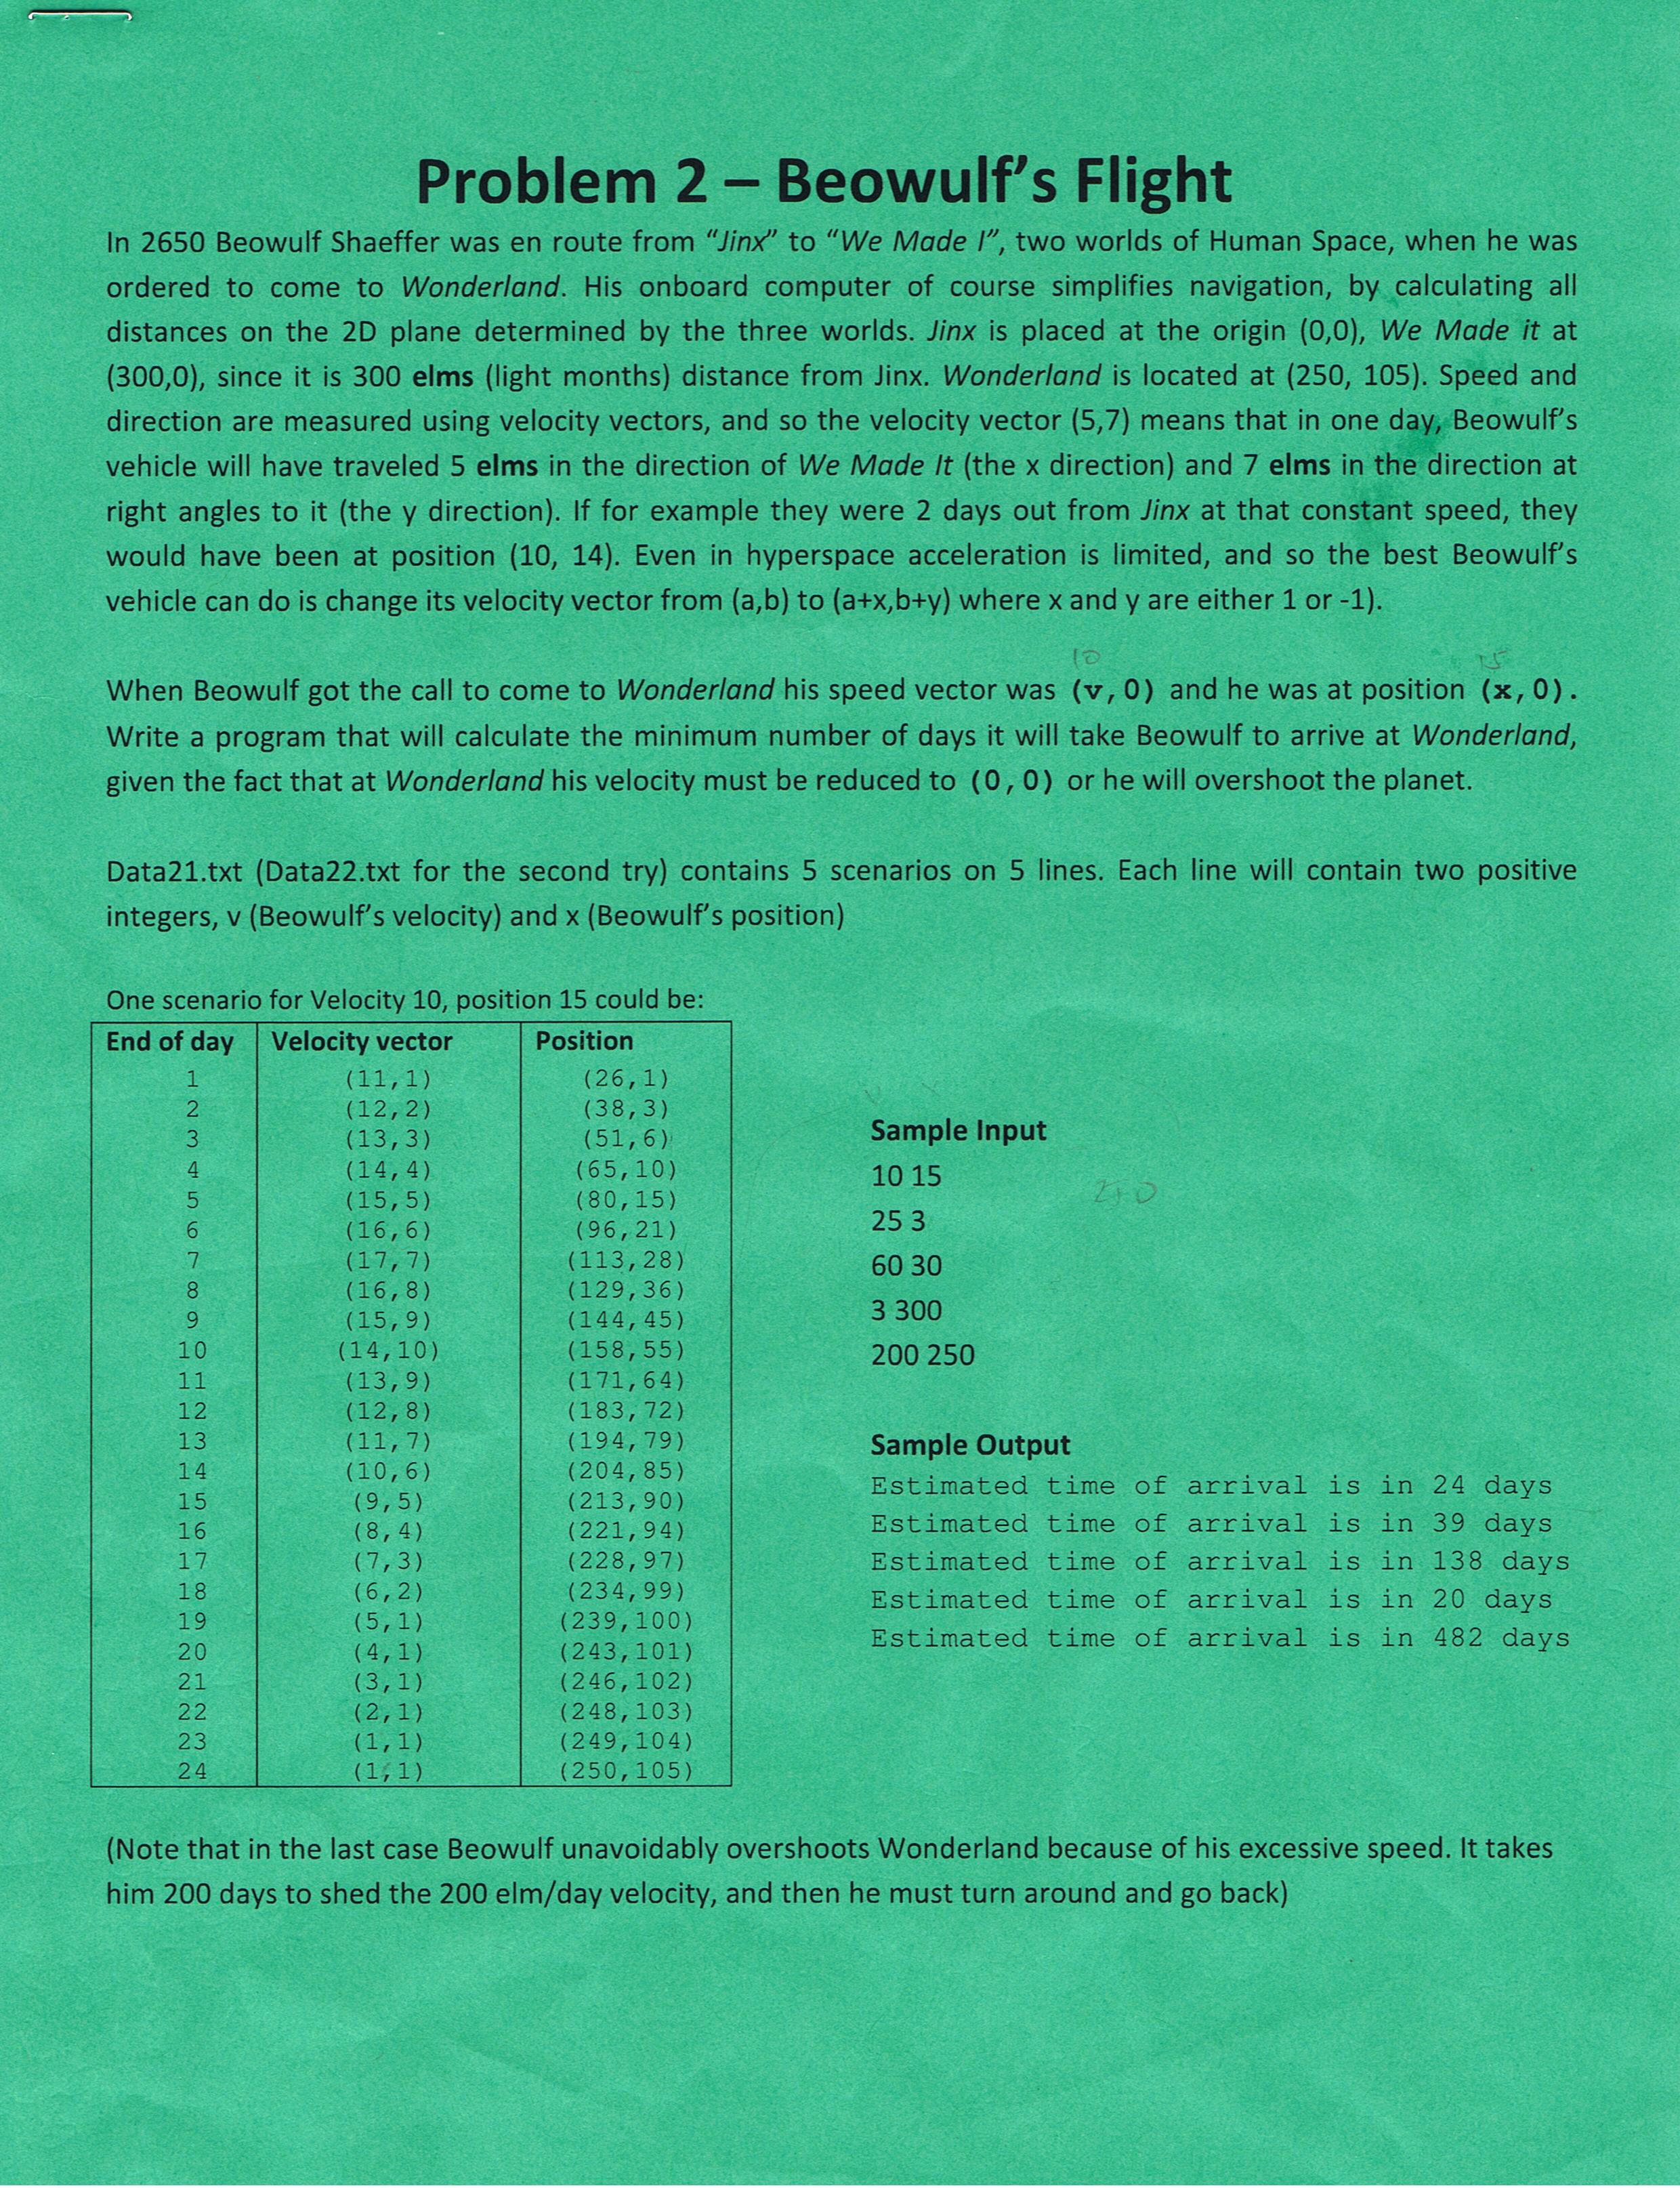 Problem 2 – Beowulf's Flight
In 2650 Beowulf Shaeffer was en route from "Jinx" to "We Made I", two worlds of Human Space, when he was
ordered to come to Wonderland. His onboard computer of course simplifies navigation, by calculating all
distances on the 2D plane determined by the three worlds. Jinx is placed at the origin (0,0), We Made it at
(300,0), since it is 300 elms (light months) distance from Jinx. Wonderland is located at (250, 105). Speed and
direction are measured using velocity vectors, and so the velocity vector (5,7) means that in one day, Beowulf's
vehicle will have traveled 5 elms in the direction of We Made It (the x direction) and 7 elms in the direction at
right angles to it (the y direction). If for example they were 2 days out from Jinx at that constant speed, they
would have been at position (10, 14). Even in hyperspace acceleration is limited, and so the best Beowulf's
vehicle can do is change its velocity vector from (a,b) to (a+x,b+y) where x and y are either 1 or -1).
10 15
When Beowulf got the call to come to Wonderland his speed vector was (v,0) and he was at position (x,0).
Write a program that will calculate the minimum number of days it will take Beowulf to arrive at Wonderland,
given the fact that at Wonderland his velocity must be reduced to (0,0) or he will overshoot the planet.
Data21.txt (Data22.txt for the second try) contains 5 scenarios on 5 lines. Each line will contain two positive
integers, v (Beowulf's velocity) and x (Beowulf's position)
One scenario for Velocity 10, position 15 could be:
End of day Velocity vector Position
1 (11,1) (26,1)
2 (12,2) (38,3)
3 (13,3) (51,6)
4 (14,4) (65,10)
5 (15,5) (80,15)
6 (16,6) (96,21)
7 (17,7) (113,28)
8 (16,8) (129,36)
9 (15,9) (144,45)
10 (14,10) (158,55)
11 (13,9) (171,64)
12 (12,8) (183,72)
13 (11,7) (194,79)
14 (10,6) (204,85)
15 (9,5) (213,90)
16 (8,4) (221,94)
17 (7,3) (228,97)
18 (6,2) (234,99)
19 (5,1) (239,100)
20 (4,1) (243,101)
21 (3,1) (246,102)
22 (2,1) (248,103)
23 (1,1) (249,104)
24 (1,1) (250,105)
Sample Input
10 15
25 3
60 30
3 300
200 250
Sample Output
Estimated time of arrival is in 24 days
Estimated time of arrival is in 39 days
Estimated time of arrival is in 138 days
Estimated time of arrival is in 20 days
Estimated time of arrival is in 482 days
(Note that in the last case Beowulf unavoidably overshoots Wonderland because of his excessive speed. It takes
him 200 days to shed the 200 elm/day velocity, and then he must turn around and go back)